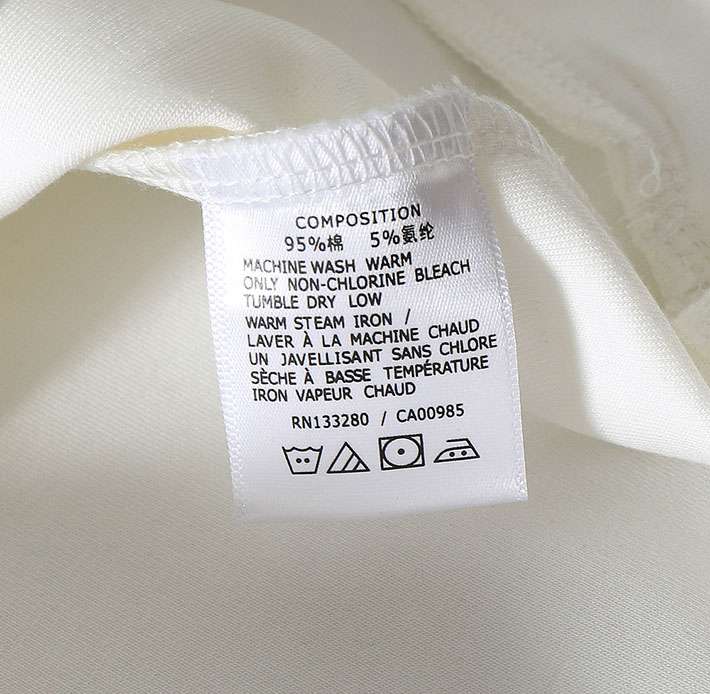 COMPOSITION
95%棉 5%氨纶
MACHINE WASH WARM
ONLY NON-CHLORINE BLEACH
TUMBLE DRY LOW
WARM STEAM IRON /
LAVER À LA MACHINE CHAUD
UN JAVELLISANT SANS CHLORE
SÈCHE À BASSE TEMPÉRATURE
IRON VAPEUR CHAUD
RN133280 / CA00985